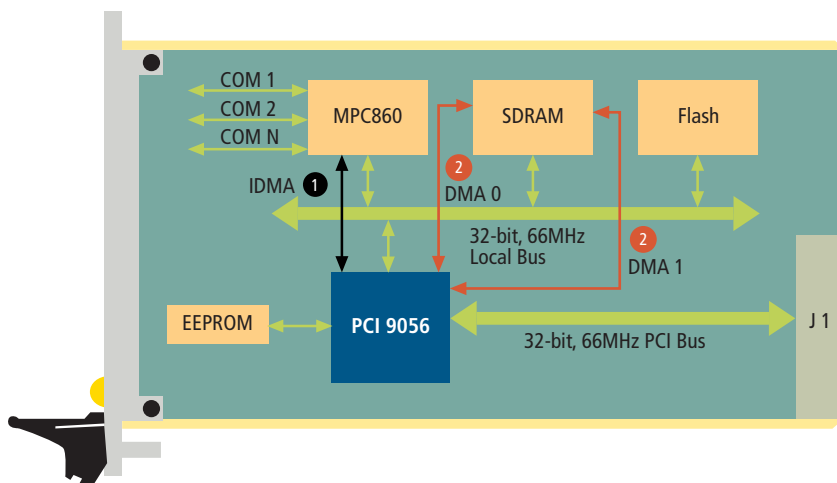 COM 1
COM 2
COM N
MPC860
SDRAM
Flash
IDMA 1
2
DMA 0
32-bit, 66MHz
Local Bus
2
DMA 1
EEPROM
PCI 9056
32-bit, 66MHz PCI Bus
J 1